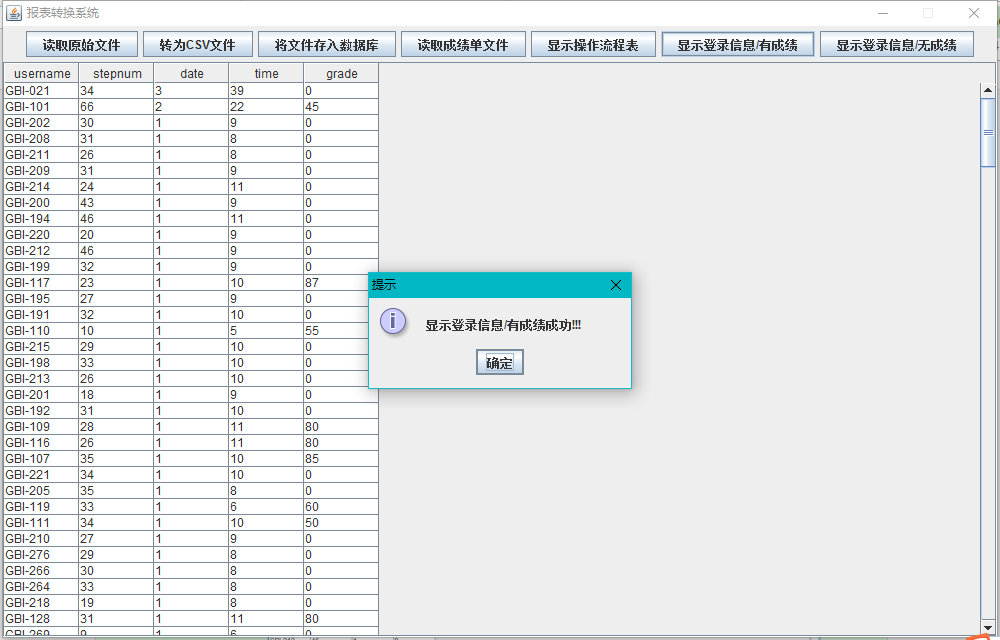 报表转换系统
读取原始文件 转为CSV文件 将文件存入数据库 读取成绩单文件 显示操作流程表 显示登录信息/有成绩 显示登录信息/无成绩
username stepnum date time grade
GBI-021 34 3 39 0
GBI-101 66 2 22 45
GBI-202 30 1 9 0
GBI-208 31 1 8 0
GBI-211 26 1 8 0
GBI-209 31 1 9 0
GBI-214 24 1 11 0
GBI-200 43 1 9 0
GBI-194 46 1 11 0
GBI-220 20 1 9 0
GBI-212 46 1 9 0
GBI-199 32 1 9 0
GBI-117 23 1 10 87
GBI-195 27 1 9 0
GBI-191 32 1 10 0
GBI-110 10 1 5 55
GBI-215 29 1 10 0
GBI-198 33 1 10 0
GBI-213 26 1 10 0
GBI-201 18 1 9 0
GBI-192 31 1 10 0
GBI-109 28 1 11 80
GBI-116 26 1 11 80
GBI-107 35 1 10 85
GBI-221 34 1 10 0
GBI-205 35 1 8 0
GBI-119 33 1 6 60
GBI-111 34 1 10 50
GBI-210 27 1 9 0
GBI-276 29 1 8 0
GBI-266 30 1 8 0
GBI-264 33 1 8 0
GBI-218 19 1 8 0
GBI-128 31 1 11 80
GBI-269 9 1 6 0
提示
显示登录信息/有成绩成功!!!
确定